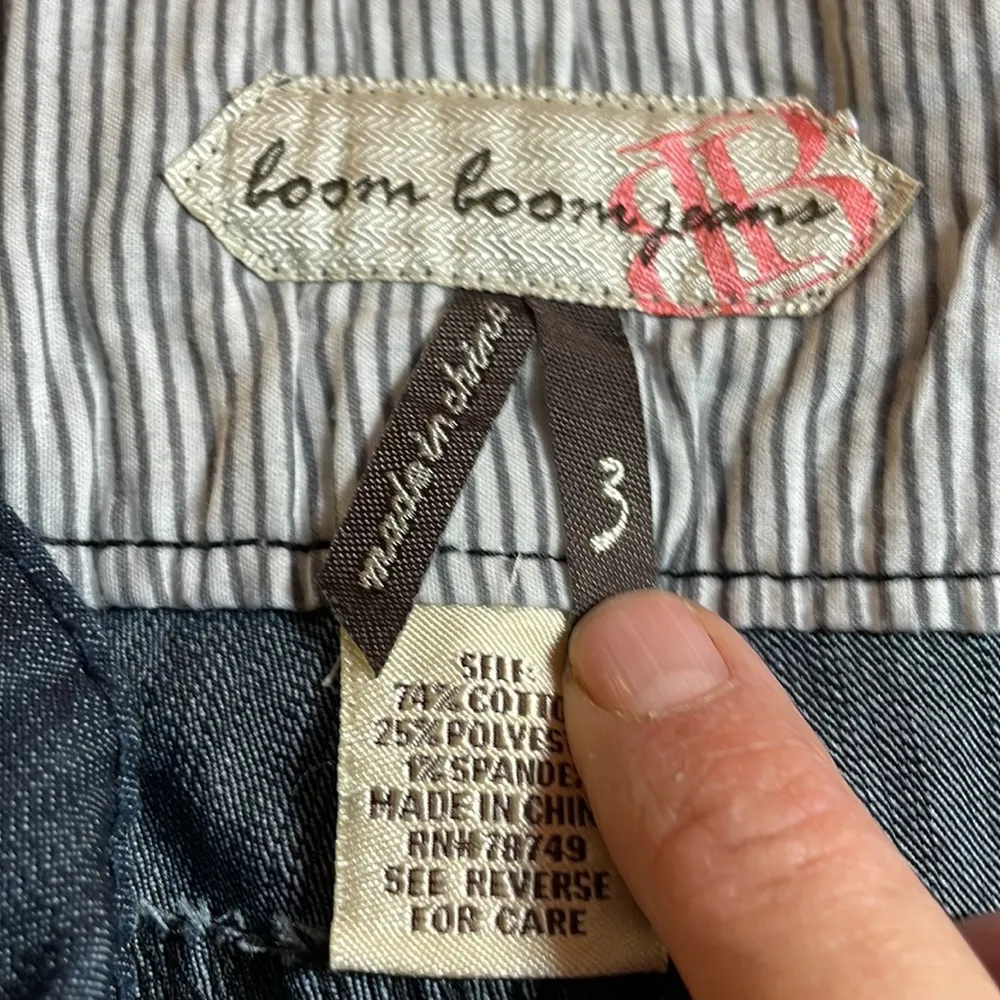 boom boom jeans
BB
made in china
3
SELF:
74% COTTO
25% POLYES
1% SPANDE
MADE IN CHIN
RN# 78749
SEE REVERSE
FOR CARE